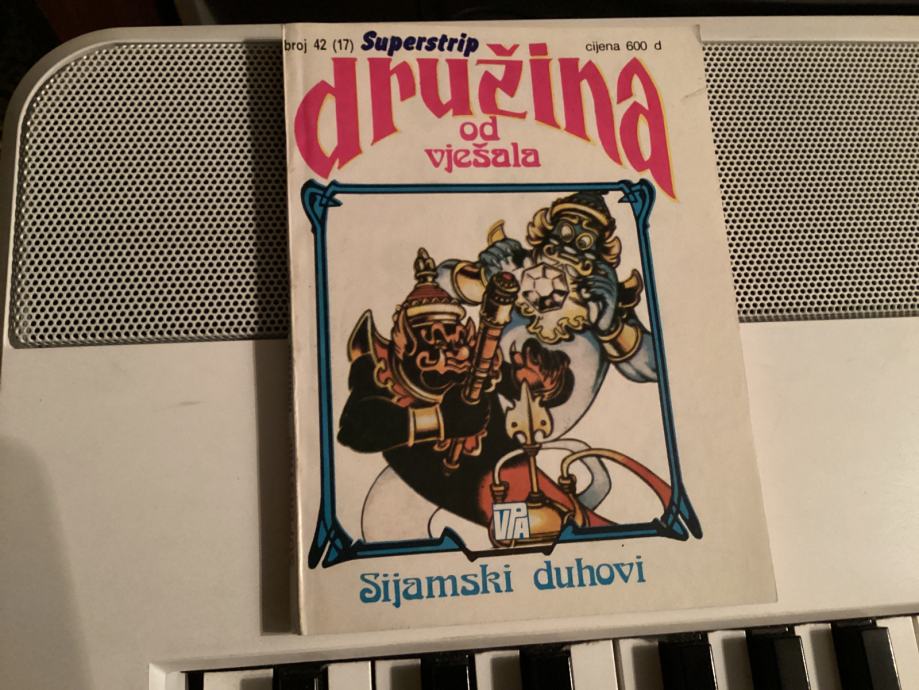 broj 42 (17) Superstrip cijena 600 d
družina
od
vješala
VPA
Sijamski duhovi